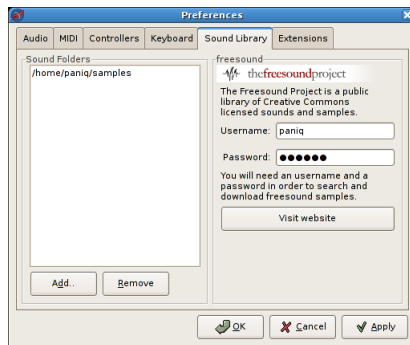 Preferences
Audio MIDI Controllers Keyboard Sound Library Extensions
Sound Folders
/home/paniq/samples
Add..
Remove
freesound
thefreesoundproject
The Freesound Project is a public
library of Creative Commons
licensed sounds and samples.
Username: paniq
Password: ●●●●●●
You will need an username and a
password in order to search and
download freesound samples.
Visit website
OK
Cancel
Apply